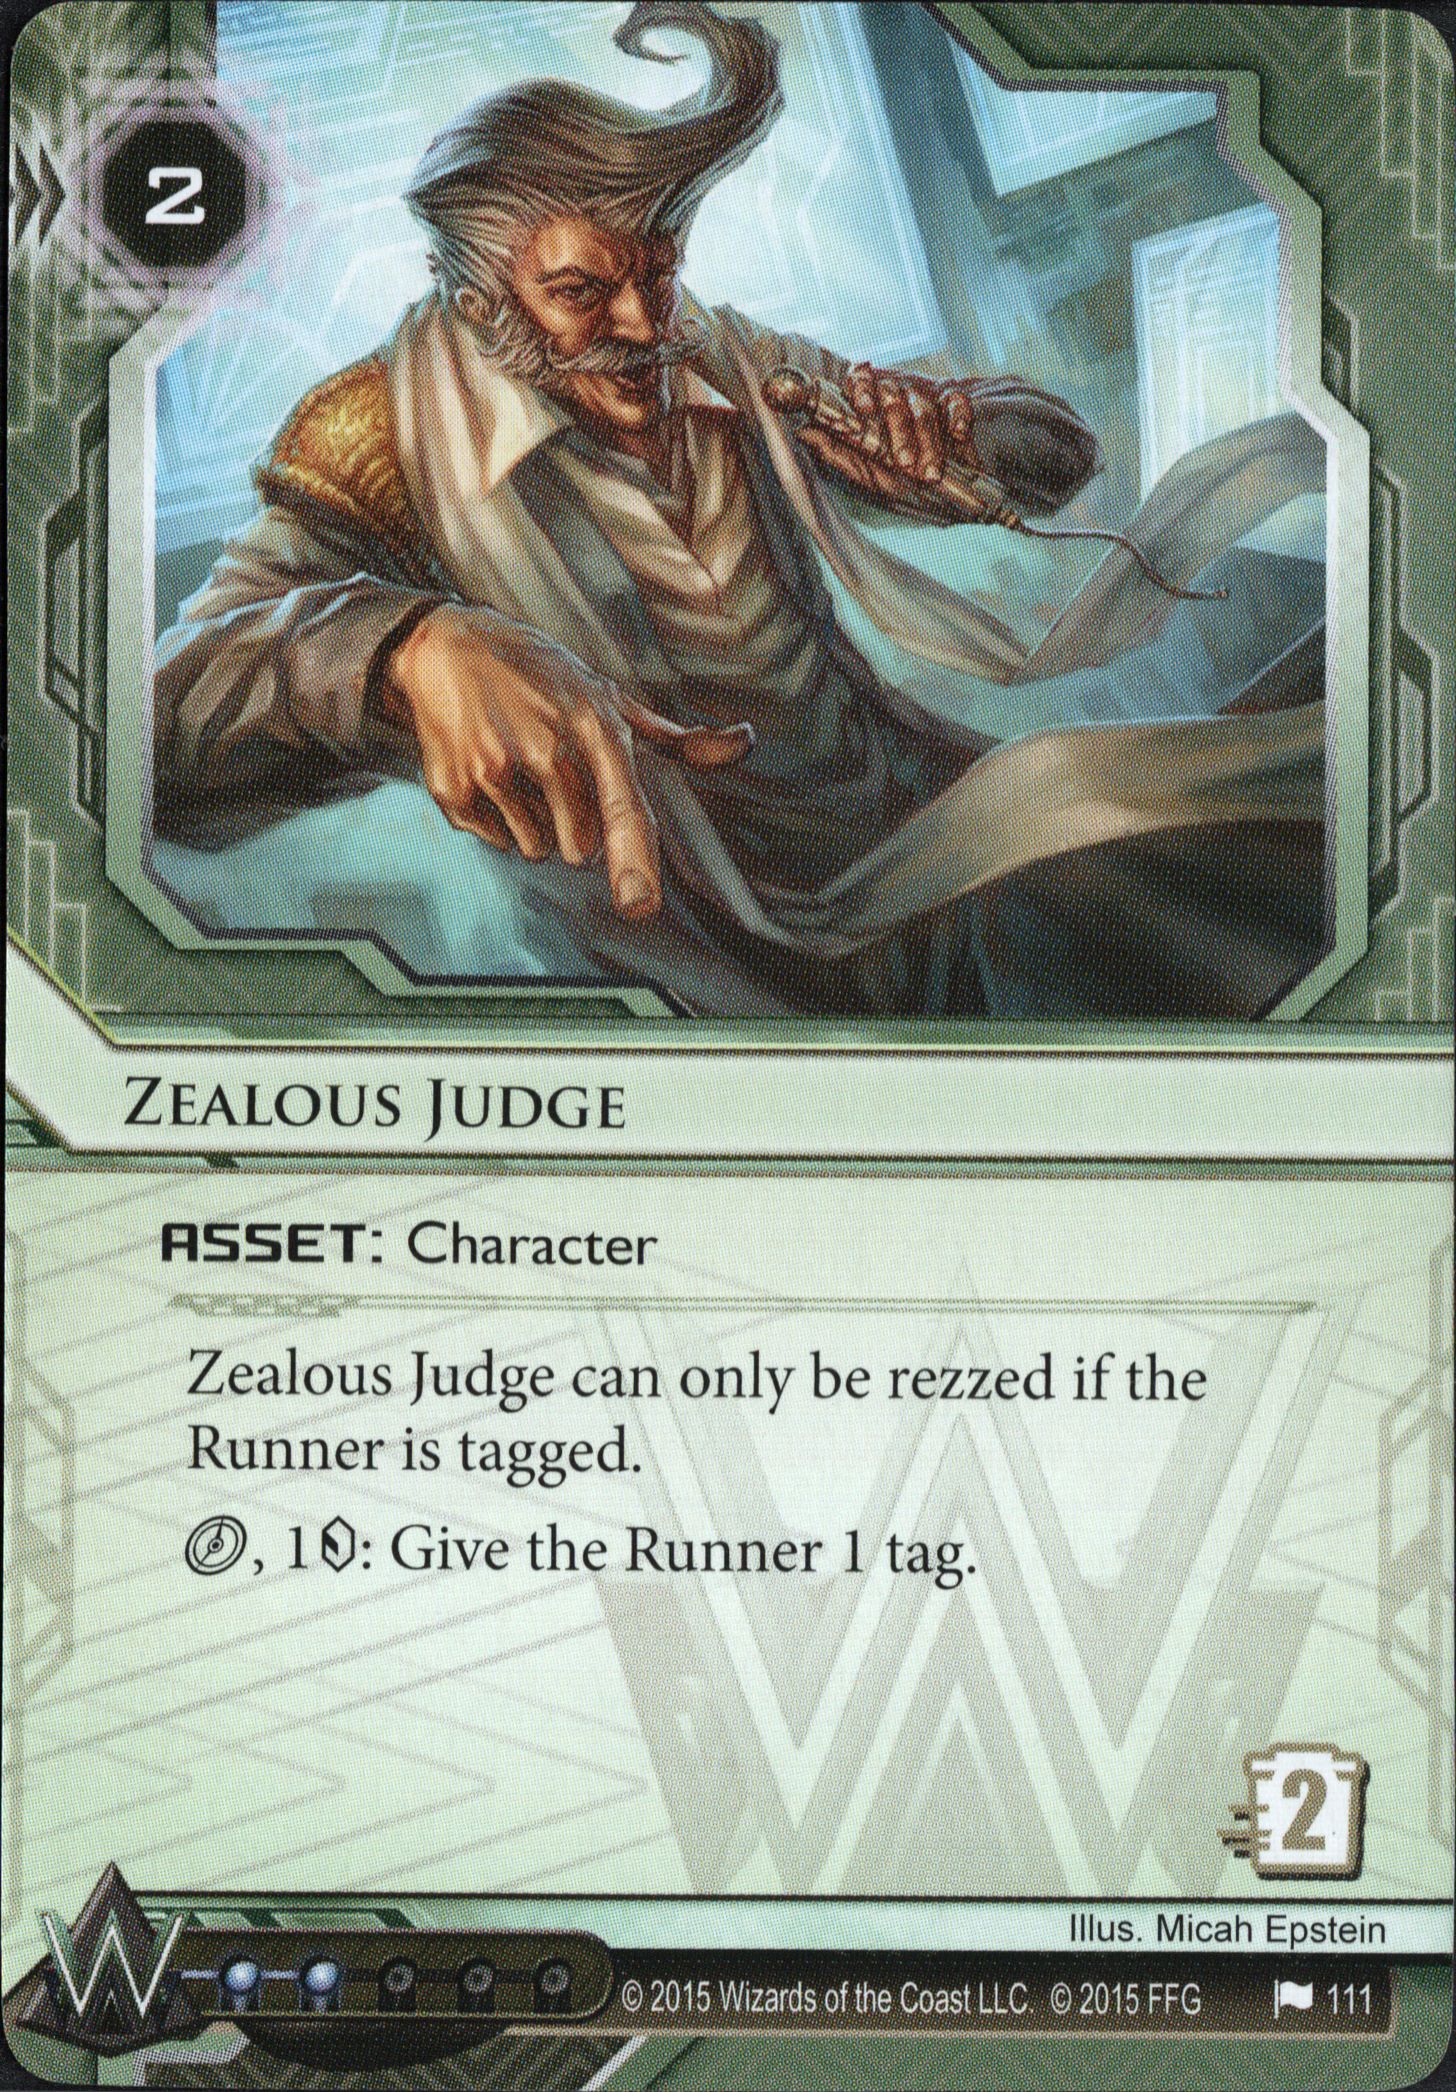 2
ZEALOUS JUDGE
ASSET: Character
Zealous Judge can only be rezzed if the
Runner is tagged.
, 1: Give the Runner 1 tag.
2
Illus. Micah Epstein
W
© 2015 Wizards of the Coast LLC. © 2015 FFG 111